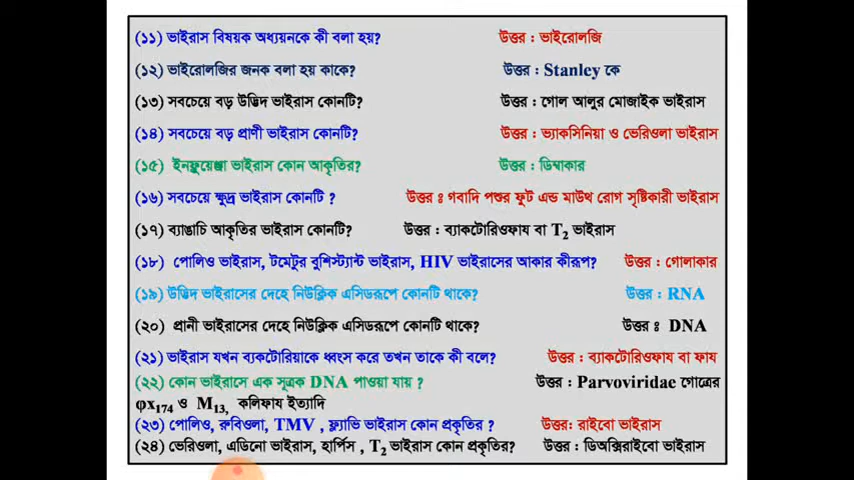 (১১) ভাইরাস বিষয়ক অধ্যয়নকে কী বলা হয়? উত্তর : ভাইরোলজি
(১২) ভাইরোলজির জনক বলা হয় কাকে? উত্তর : Stanley কে
(১৩) সবচেয়ে বড় উদ্ভিদ ভাইরাস কোনটি? উত্তর : গোল আলুর মোজাইক ভাইরাস
(১৪) সবচেয়ে বড় প্রাণী ভাইরাস কোনটি? উত্তর : ভ্যাকসিনিয়া ও ভেরিওলা ভাইরাস
(১৫) ইনফ্লুয়েঞ্জা ভাইরাস কোন আকৃতির? উত্তর : ডিম্বাকার
(১৬) সবচেয়ে ক্ষুদ্র ভাইরাস কোনটি ? উত্তর ঃ গবাদি পশুর ফুট এন্ড মাউথ রোগ সৃষ্টিকারী ভাইরাস
(১৭) ব্যাঙাচি আকৃতির ভাইরাস কোনটি? উত্তর : ব্যাকটোরিওফায বা T₂ ভাইরাস
(১৮) পোলিও ভাইরাস, টমেটুর বুশিস্ট্যান্ট ভাইরাস, HIV ভাইরাসের আকার কীরূপ? উত্তর : গোলাকার
(১৯) উদ্ভিদ ভাইরাসের দেহে নিউক্লিক এসিডরূপে কোনটি থাকে? উত্তর : RNA
(২০) প্রানী ভাইরাসের দেহে নিউক্লিক এসিডরূপে কোনটি থাকে? উত্তর ঃ DNA
(২১) ভাইরাস যখন ব্যকটোরিয়াকে ধ্বংস করে তখন তাকে কী বলে? উত্তর : ব্যাকটোরিওফায বা ফায
(২২) কোন ভাইরাসে এক সূত্রক DNA পাওয়া যায় ? উত্তর : Parvoviridae গোত্রের
φx₁₇₄ ও M₁₃, কলিফায ইত্যাদি
(২৩) পোলিও, রুবিওলা, TMV , ফ্ল্যাভি ভাইরাস কোন প্রকৃতির ? উত্তর: রাইবো ভাইরাস
(২৪) ভেরিওলা, এডিনো ভাইরাস, হার্পিস , T₂ ভাইরাস কোন প্রকৃতির? উত্তর : ডিঅক্সিরাইবো ভাইরাস